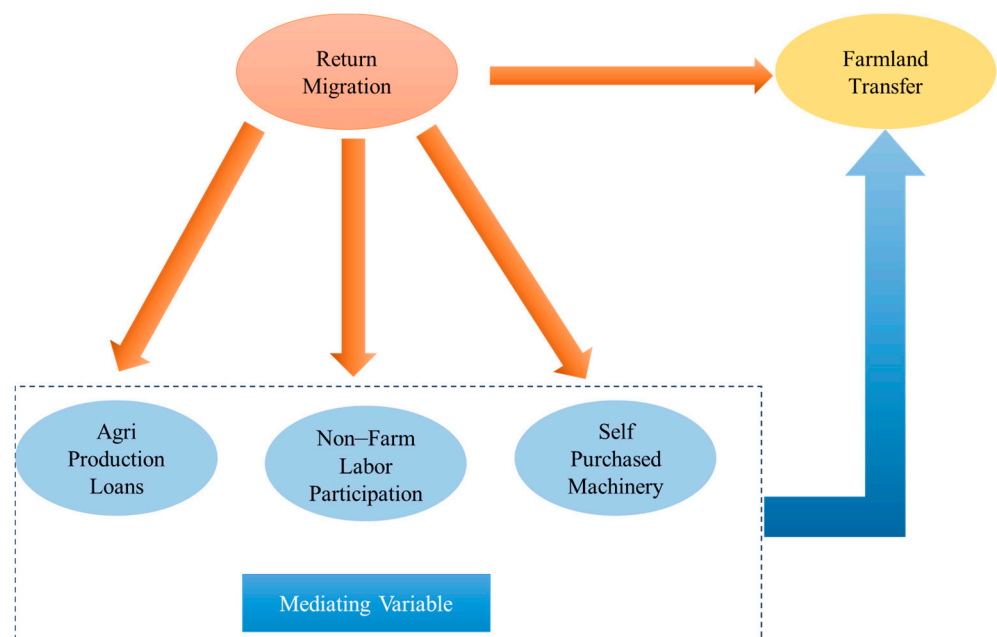 Return
Migration
Farmland
Transfer
Agri
Production
Loans
Non–Farm
Labor
Participation
Self
Purchased
Machinery
Mediating Variable